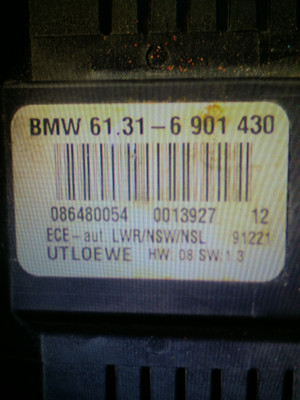 BMW 61.31-6 901 430
086480054 0013927 12
ECE-aut LWR/NSW/NSL 91221
UTLOEWE HW: 08 SW: 1.3